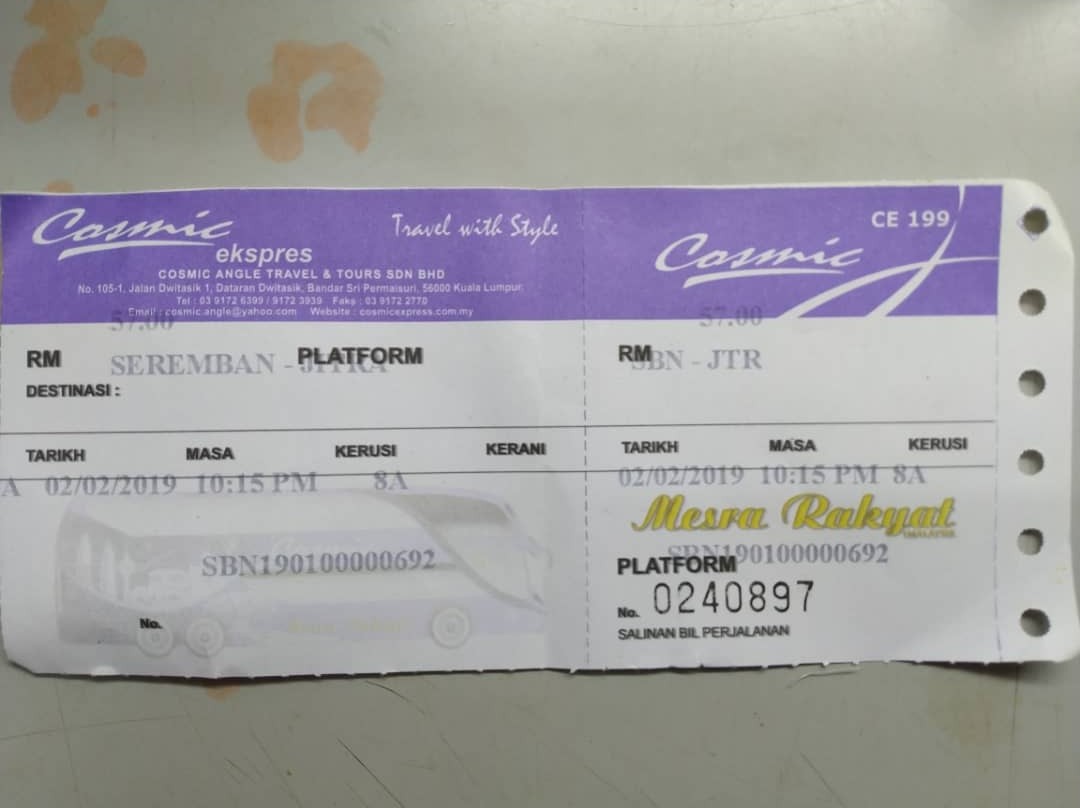 Cosmic
ekspres
Travel with Style
COSMIC ANGLE TRAVEL & TOURS SDN BHD
No. 105-1, Jalan Dwitasik 1, Dataran Dwitasik, Bandar Sri Permaisuri, 56000 Kuala Lumpur.
Tel : 03 9172 6399 / 9172 3939 Faks : 03 9172 2770
Email : cosmic.angle@yahoo.com Website : cosmicexpress.com.my
57.00
RM PLATFORM
SEREMBAN - JITRA
DESTINASI :
TARIKH MASA KERUSI KERANI
A 02/02/2019 10:15 PM 8A
SBN190100000692
No.
CE 199
Cosmic
57.00
RM
SBN - JTR
TARIKH MASA KERUSI
02/02/2019 10:15 PM 8A
Mesra Rakyat
SBN190100000692
PLATFORM
No. 0240897
SALINAN BIL PERJALANAN